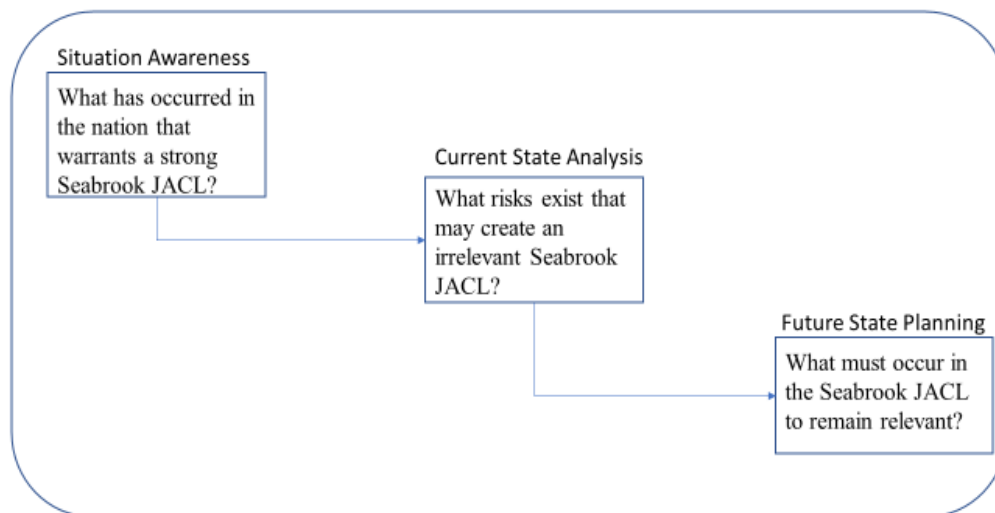 Situation Awareness
What has occurred in
the nation that
warrants a strong
Seabrook JACL?
Current State Analysis
What risks exist that
may create an
irrelevant Seabrook
JACL?
Future State Planning
What must occur in
the Seabrook JACL
to remain relevant?